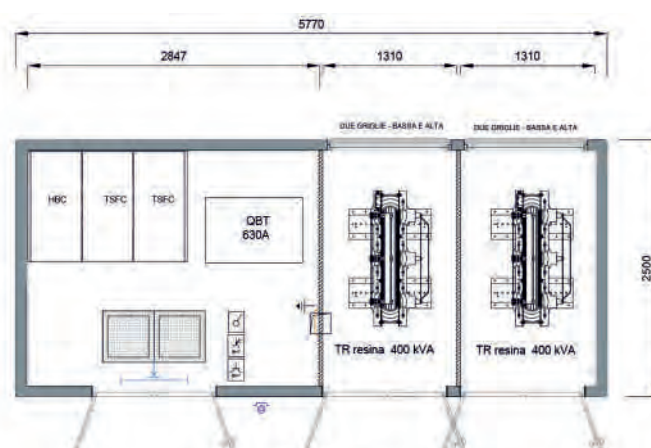 5770
2847 1310 1310
DUE GRIGLIE - BASSA E ALTA DUE GRIGLIE - BASSA E ALTA
HBC TSFC TSFC
QBT
630A
2500
TR resina 400 kVA TR resina 400 kVA